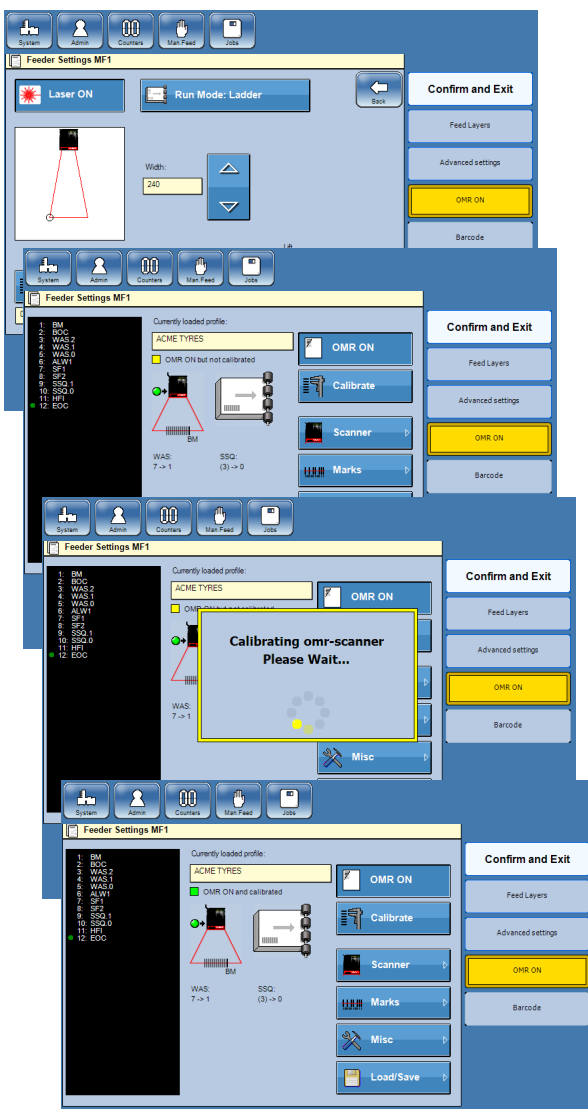 System Admin Counters Man.Feed Jobs
Feeder Settings MF1
Laser ON
Run Mode: Ladder
Back
Width:
240
Confirm and Exit
Feed Layers
Advanced settings
OMR ON
Barcode
System Admin Counters Man.Feed Jobs
Feeder Settings MF1
1: BM
2: BOC
3: WAS.2
4: WAS.1
5: WAS.0
6: ALW1
7: SF1
8: SF2
9: SSQ.1
10: SSQ.0
11: HFI
12: EOC
Currently loaded profile:
ACME TYRES
OMR ON but not calibrated
BM
WAS: SSQ:
7 -> 1 (3) -> 0
OMR ON
Calibrate
Scanner
Marks
Confirm and Exit
Feed Layers
Advanced settings
OMR ON
Barcode
System Admin Counters Man.Feed Jobs
Feeder Settings MF1
1: BM
2: BOC
3: WAS.2
4: WAS.1
5: WAS.0
6: ALW1
7: SF1
8: SF2
9: SSQ.1
10: SSQ.0
11: HFI
12: EOC
Currently loaded profile:
ACME TYRES
Calibrating omr-scanner
Please Wait...
WAS:
7 -> 1
OMR ON
Misc
Confirm and Exit
Feed Layers
Advanced settings
OMR ON
Barcode
System Admin Counters Man.Feed Jobs
Feeder Settings MF1
1: BM
2: BOC
3: WAS.2
4: WAS.1
5: WAS.0
6: ALW1
7: SF1
8: SF2
9: SSQ.1
10: SSQ.0
11: HFI
12: EOC
Currently loaded profile:
ACME TYRES
OMR ON and calibrated
BM
WAS: SSQ:
7 -> 1 (3) -> 0
OMR ON
Calibrate
Scanner
Marks
Misc
Load/Save
Confirm and Exit
Feed Layers
Advanced settings
OMR ON
Barcode